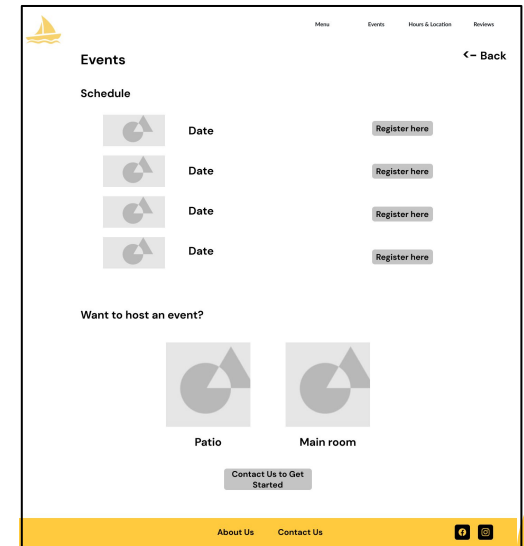 Menu Events Hours & Location Reviews
Events <- Back
Schedule
Date Register here
Date Register here
Date Register here
Date Register here
Want to host an event?
Patio Main room
Contact Us to Get
Started
About Us Contact Us